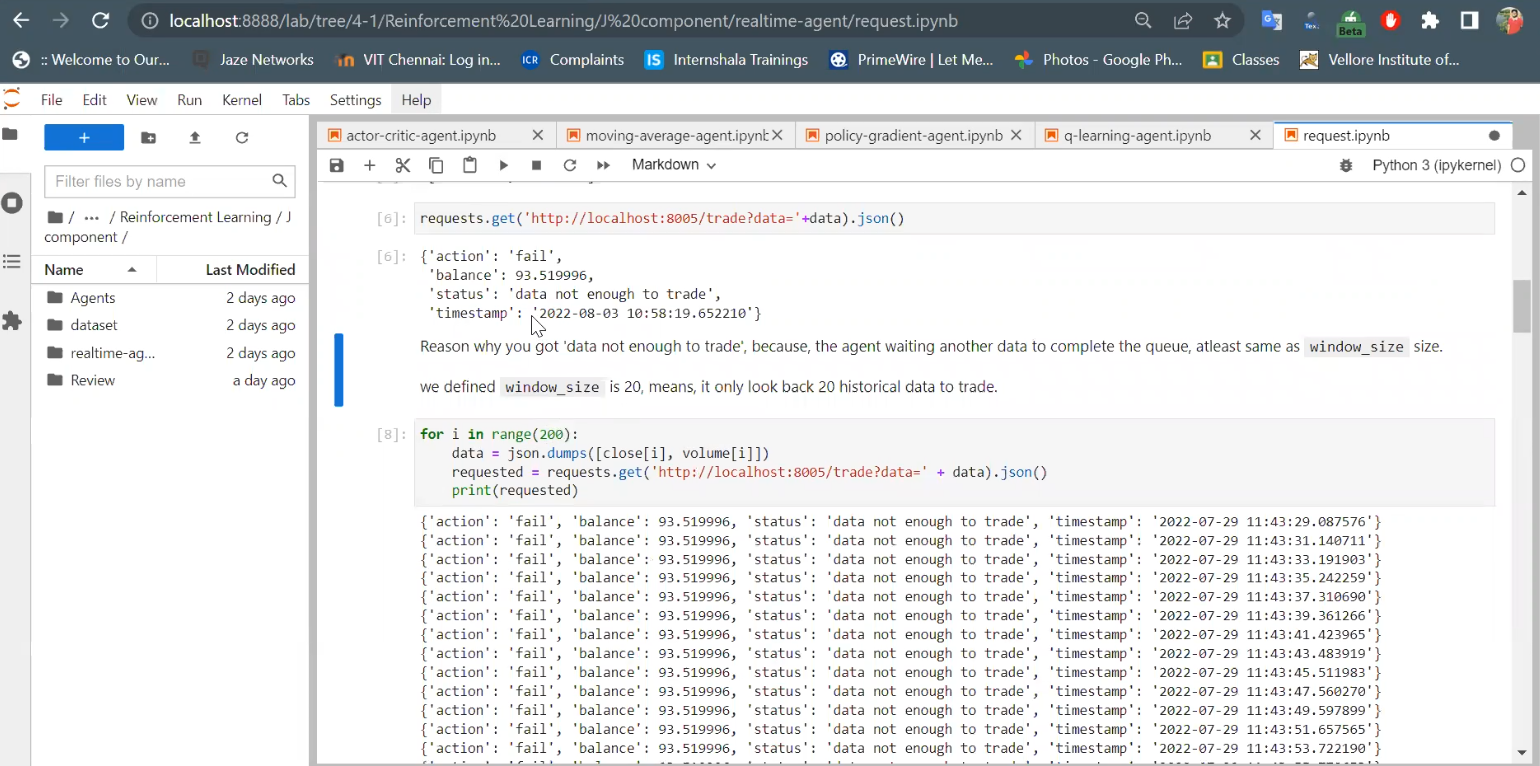 localhost:8888/lab/tree/4-1/Reinforcement%20Learning/J%20component/realtime-agent/request.ipynb
Tex.
Beta
:: Welcome to Our... Jaze Networks in VIT Chennai: Log in... ICR Complaints IS Internshala Trainings PrimeWire | Let Me... Photos - Google Ph... Classes Vellore Institute of...
File Edit View Run Kernel Tabs Settings Help
actor-critic-agent.ipynb moving-average-agent.ipynb policy-gradient-agent.ipynb q-learning-agent.ipynb request.ipynb
Markdown Python 3 (ipykernel)
Filter files by name
/ ... / Reinforcement Learning / J
component /
Name Last Modified
Agents 2 days ago
dataset 2 days ago
realtime-ag... 2 days ago
Review a day ago
[6]: requests.get('http://localhost:8005/trade?data='+data).json()
[6]: {'action': 'fail',
'balance': 93.519996,
'status': 'data not enough to trade',
'timestamp': '2022-08-03 10:58:19.652210'}
Reason why you got 'data not enough to trade', because, the agent waiting another data to complete the queue, atleast same as window_size size.
we defined window_size is 20, means, it only look back 20 historical data to trade.
[8]: for i in range(200):
data = json.dumps([close[i], volume[i]])
requested = requests.get('http://localhost:8005/trade?data=' + data).json()
print(requested)
{'action': 'fail', 'balance': 93.519996, 'status': 'data not enough to trade', 'timestamp': '2022-07-29 11:43:29.087576'}
{'action': 'fail', 'balance': 93.519996, 'status': 'data not enough to trade', 'timestamp': '2022-07-29 11:43:31.140711'}
{'action': 'fail', 'balance': 93.519996, 'status': 'data not enough to trade', 'timestamp': '2022-07-29 11:43:33.191903'}
{'action': 'fail', 'balance': 93.519996, 'status': 'data not enough to trade', 'timestamp': '2022-07-29 11:43:35.242259'}
{'action': 'fail', 'balance': 93.519996, 'status': 'data not enough to trade', 'timestamp': '2022-07-29 11:43:37.310690'}
{'action': 'fail', 'balance': 93.519996, 'status': 'data not enough to trade', 'timestamp': '2022-07-29 11:43:39.361266'}
{'action': 'fail', 'balance': 93.519996, 'status': 'data not enough to trade', 'timestamp': '2022-07-29 11:43:41.423965'}
{'action': 'fail', 'balance': 93.519996, 'status': 'data not enough to trade', 'timestamp': '2022-07-29 11:43:43.483919'}
{'action': 'fail', 'balance': 93.519996, 'status': 'data not enough to trade', 'timestamp': '2022-07-29 11:43:45.511983'}
{'action': 'fail', 'balance': 93.519996, 'status': 'data not enough to trade', 'timestamp': '2022-07-29 11:43:47.560270'}
{'action': 'fail', 'balance': 93.519996, 'status': 'data not enough to trade', 'timestamp': '2022-07-29 11:43:49.597899'}
{'action': 'fail', 'balance': 93.519996, 'status': 'data not enough to trade', 'timestamp': '2022-07-29 11:43:51.657565'}
{'action': 'fail', 'balance': 93.519996, 'status': 'data not enough to trade', 'timestamp': '2022-07-29 11:43:53.722190'}